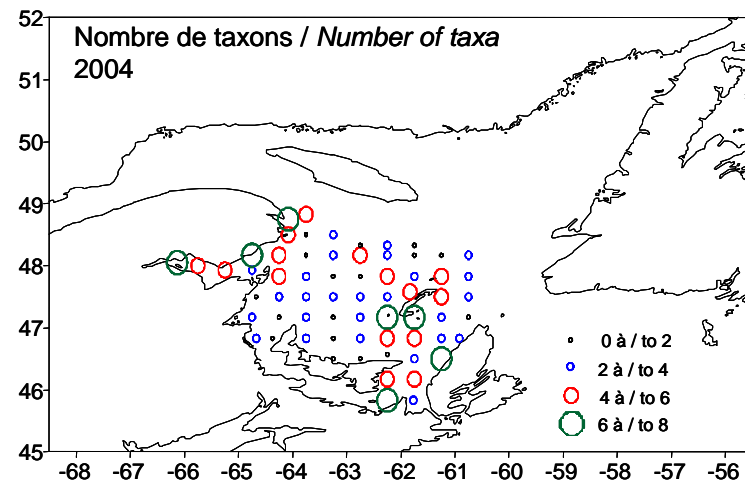 Nombre de taxons / Number of taxa
2004
52
51
50
49
48
47
46
45
-68 -67 -66 -65 -64 -63 -62 -61 -60 -59 -58 -57 -56
0 à / to 2
2 à / to 4
4 à / to 6
6 à / to 8